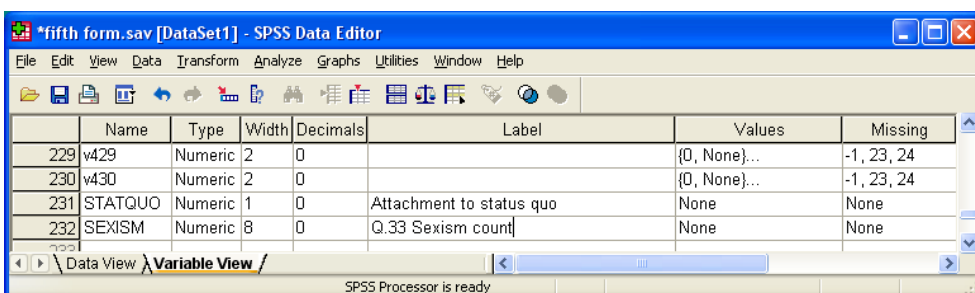 *fifth form.sav [DataSet1] - SPSS Data Editor
File Edit View Data Transform Analyze Graphs Utilities Window Help
Name Type Width Decimals Label Values Missing
229 v429 Numeric 2 0 {0, None}... -1, 23, 24
230 v430 Numeric 2 0 {0, None}... -1, 23, 24
231 STATQUO Numeric 1 0 Attachment to status quo None None
232 SEXISM Numeric 8 0 Q.33 Sexism count None None
Data View Variable View
SPSS Processor is ready